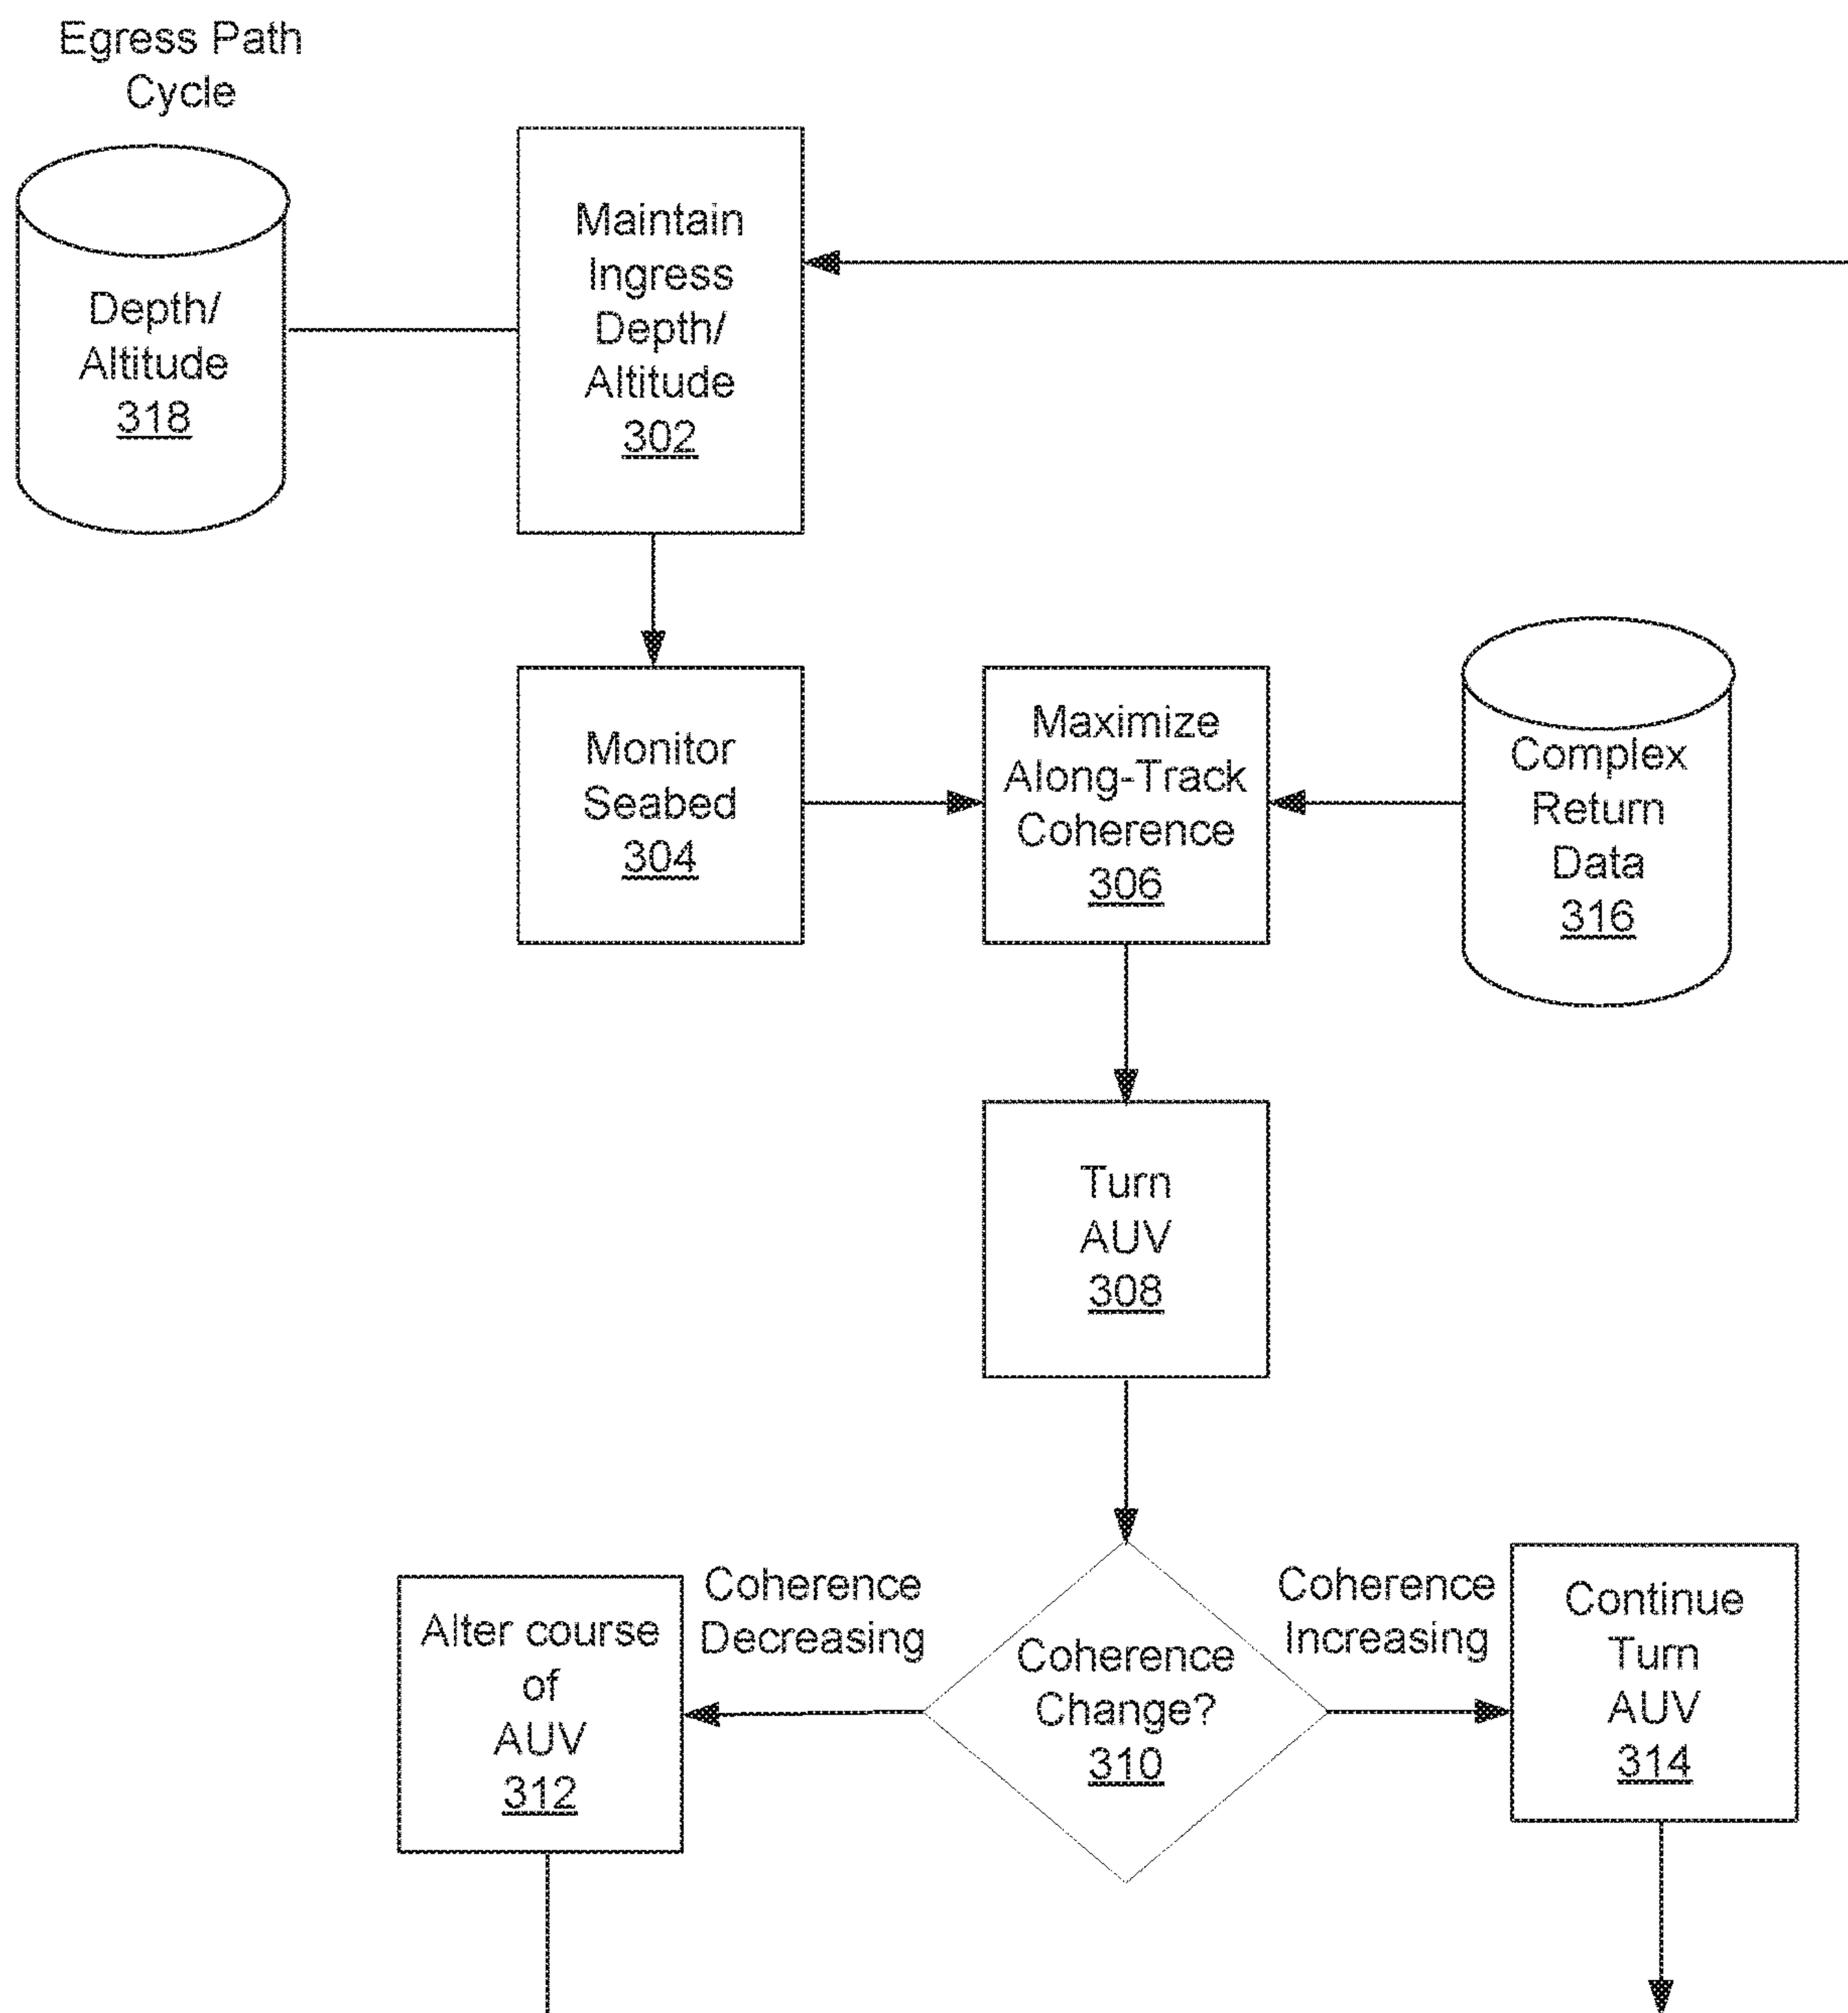 Egress Path
Cycle
Depth/
Altitude
318
Maintain
Ingress
Depth/
Altitude
302
Monitor
Seabed
304
Maximize
Along-Track
Coherence
306
Complex
Return
Data
316
Turn
AUV
308
Coherence
Change?
310
Coherence
Decreasing
Alter course
of
AUV
312
Coherence
Increasing
Continue
Turn
AUV
314